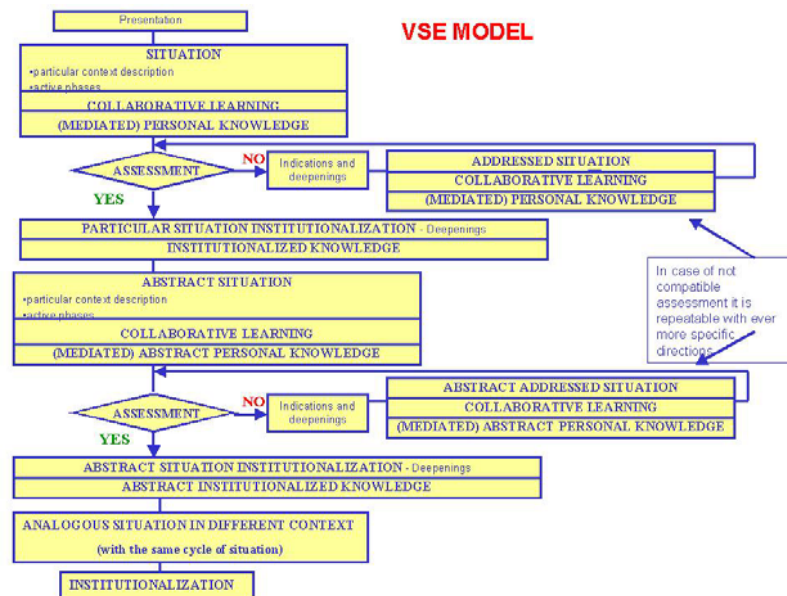 Presentation
VSE MODEL
SITUATION
•particular context description
•active phases
COLLABORATIVE LEARNING
(MEDIATED) PERSONAL KNOWLEDGE
ASSESSMENT
NO
Indications and
deepenings
ADDRESSED SITUATION
COLLABORATIVE LEARNING
(MEDIATED) PERSONAL KNOWLEDGE
YES
PARTICULAR SITUATION INSTITUTIONALIZATION - Deepenings
INSTITUTIONALIZED KNOWLEDGE
In case of not
compatible
assessment it is
repeatable with ever
more specific
directions
ABSTRACT SITUATION
•particular context description
•active phases
COLLABORATIVE LEARNING
(MEDIATED) ABSTRACT PERSONAL KNOWLEDGE
ASSESSMENT
NO
Indications and
deepenings
ABSTRACT ADDRESSED SITUATION
COLLABORATIVE LEARNING
(MEDIATED) ABSTRACT PERSONAL KNOWLEDGE
YES
ABSTRACT SITUATION INSTITUTIONALIZATION - Deepenings
ABSTRACT INSTITUTIONALIZED KNOWLEDGE
ANALOGOUS SITUATION IN DIFFERENT CONTEXT
(with the same cycle of situation)
INSTITUTIONALIZATION